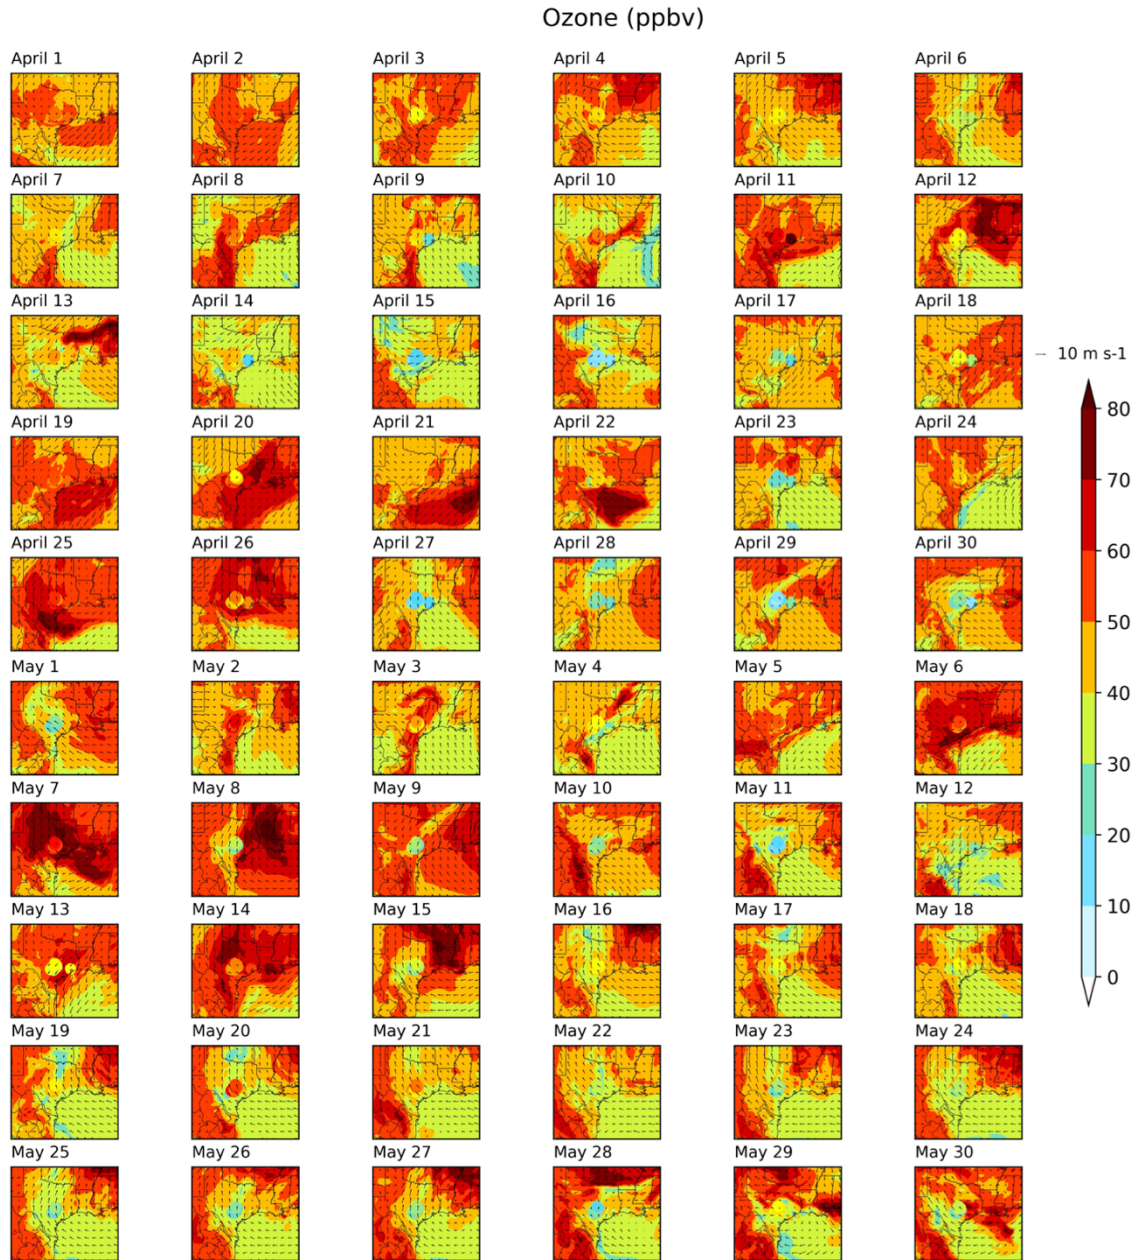 Ozone (ppbv)
April 1 April 2 April 3 April 4 April 5 April 6
April 7 April 8 April 9 April 10 April 11 April 12
April 13 April 14 April 15 April 16 April 17 April 18
10 m s-1
April 19 April 20 April 21 April 22 April 23 April 24
April 25 April 26 April 27 April 28 April 29 April 30
May 1 May 2 May 3 May 4 May 5 May 6
May 7 May 8 May 9 May 10 May 11 May 12
May 13 May 14 May 15 May 16 May 17 May 18
May 19 May 20 May 21 May 22 May 23 May 24
May 25 May 26 May 27 May 28 May 29 May 30
80
70
60
50
40
30
20
10
0